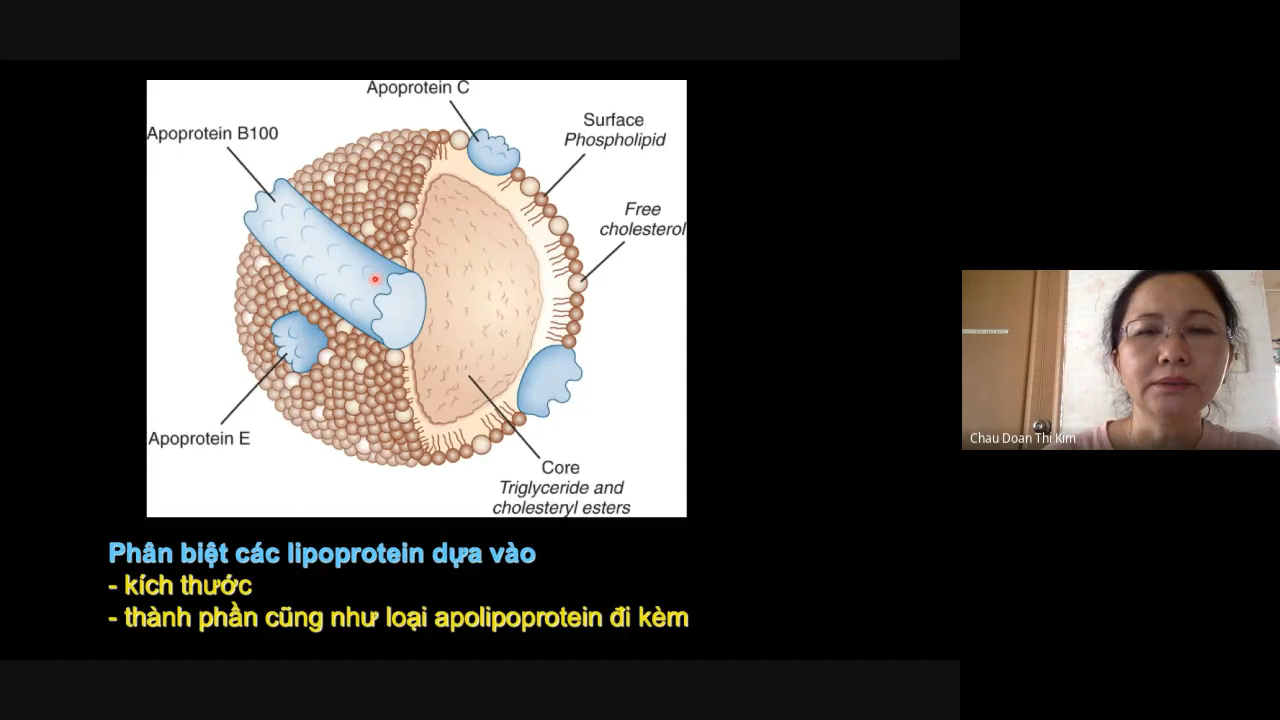 Apoprotein C
Apoprotein B100
Surface
Phospholipid
Free
cholesterol
Apoprotein E
Core
Triglyceride and
cholesteryl esters
Phân biệt các lipoprotein dựa vào
- kích thước
- thành phần cũng như loại apolipoprotein đi kèm
Chau Doan Thi Kim